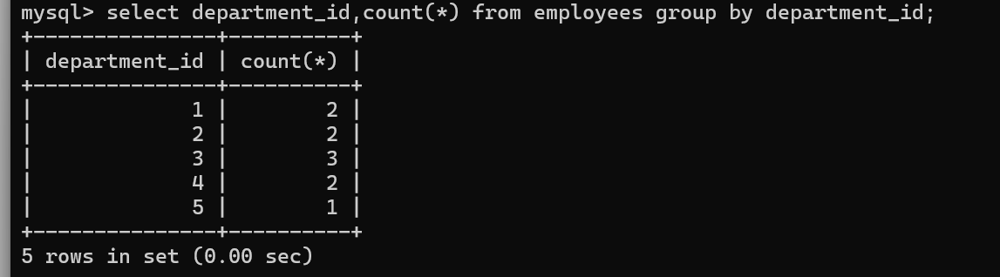 mysql> select department_id,count(*) from employees group by department_id;
+---------------+----------+
| department_id | count(*) |
+---------------+----------+
|             1 |        2 |
|             2 |        2 |
|             3 |        3 |
|             4 |        2 |
|             5 |        1 |
+---------------+----------+
5 rows in set (0.00 sec)